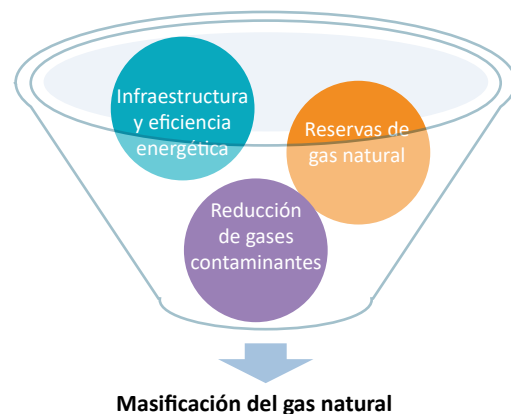 Infraestructura
y eficiencia
energética
Reservas de
gas natural
Reducción
de gases
contaminantes
Masificación del gas natural